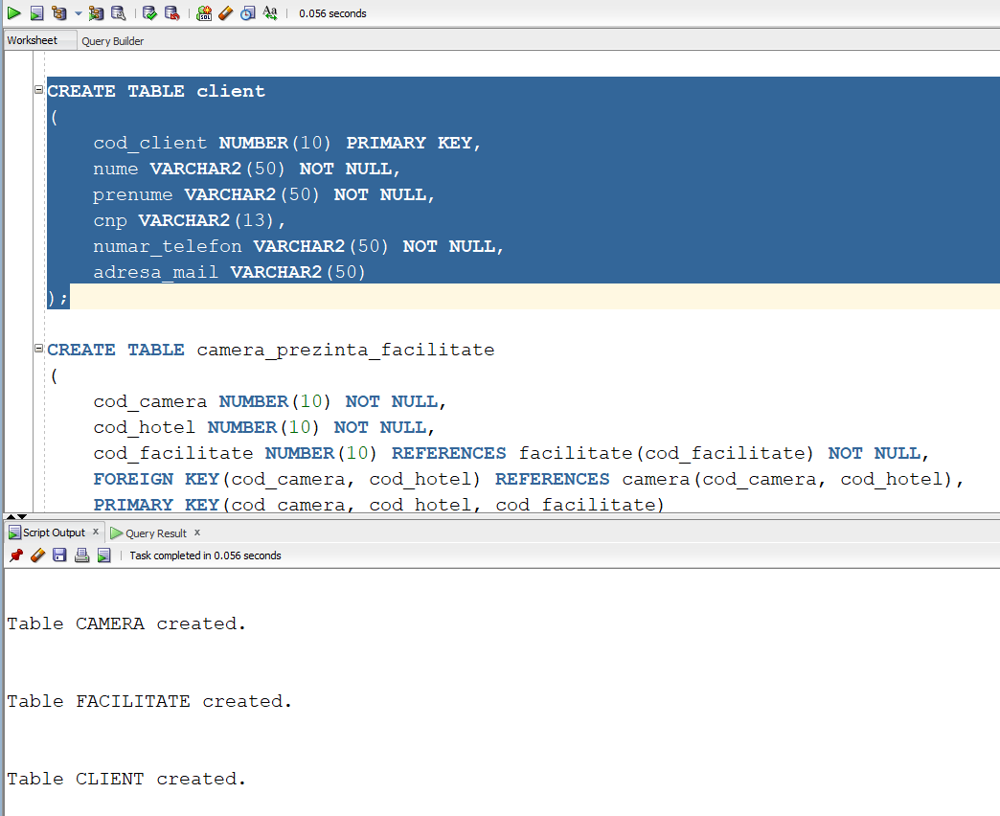 0.056 seconds
Worksheet Query Builder
CREATE TABLE client
(
cod_client NUMBER(10) PRIMARY KEY,
nume VARCHAR2(50) NOT NULL,
prenume VARCHAR2(50) NOT NULL,
cnp VARCHAR2(13),
numar_telefon VARCHAR2(50) NOT NULL,
adresa_mail VARCHAR2(50)
);
CREATE TABLE camera_prezinta_facilitate
(
cod_camera NUMBER(10) NOT NULL,
cod_hotel NUMBER(10) NOT NULL,
cod_facilitate NUMBER(10) REFERENCES facilitate(cod_facilitate) NOT NULL,
FOREIGN KEY(cod_camera, cod_hotel) REFERENCES camera(cod_camera, cod_hotel),
PRIMARY KEY(cod_camera, cod_hotel, cod_facilitate)
Script Output x Query Result x
Task completed in 0.056 seconds
Table CAMERA created.
Table FACILITATE created.
Table CLIENT created.